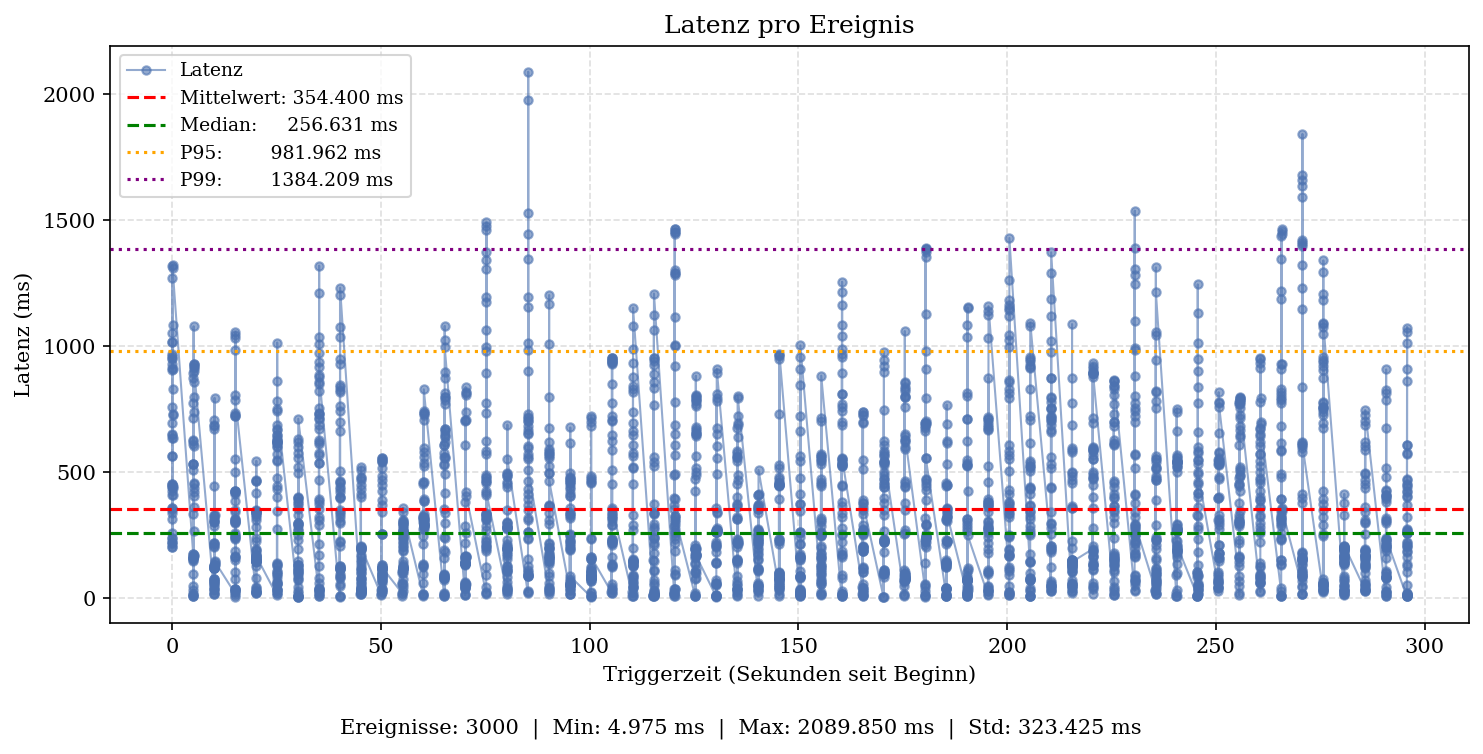 Latenz pro Ereignis
Latenz
Mittelwert: 354.400 ms
Median: 256.631 ms
P95: 981.962 ms
P99: 1384.209 ms
Latenz (ms)
2000
1500
1000
500
0
0 50 100 150 200 250 300
Triggerzeit (Sekunden seit Beginn)
Ereignisse: 3000 | Min: 4.975 ms | Max: 2089.850 ms | Std: 323.425 ms